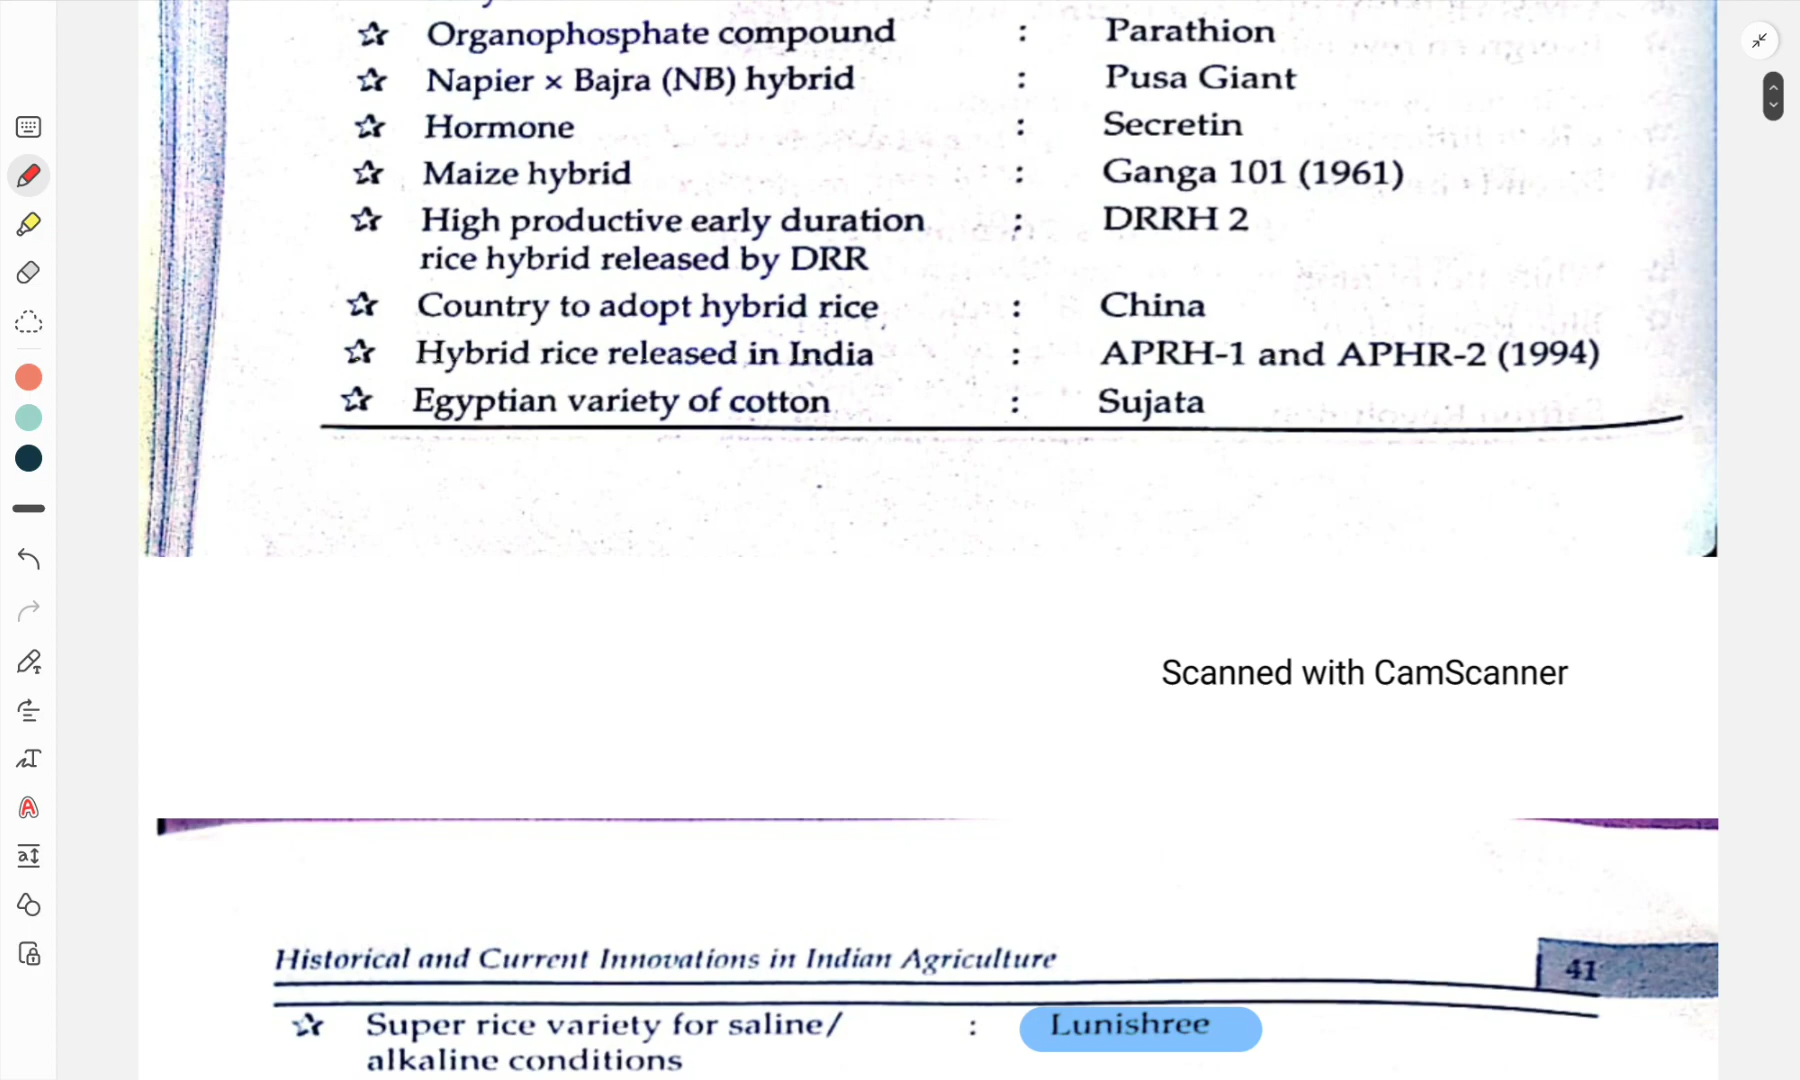 ☆ Organophosphate compound : Parathion
☆ Napier × Bajra (NB) hybrid : Pusa Giant
☆ Hormone : Secretin
☆ Maize hybrid : Ganga 101 (1961)
☆ High productive early duration : DRRH 2
rice hybrid released by DRR
☆ Country to adopt hybrid rice : China
☆ Hybrid rice released in India : APRH-1 and APHR-2 (1994)
☆ Egyptian variety of cotton : Sujata
Scanned with CamScanner
Historical and Current Innovations in Indian Agriculture 41
☆ Super rice variety for saline/ : Lunishree
alkaline conditions